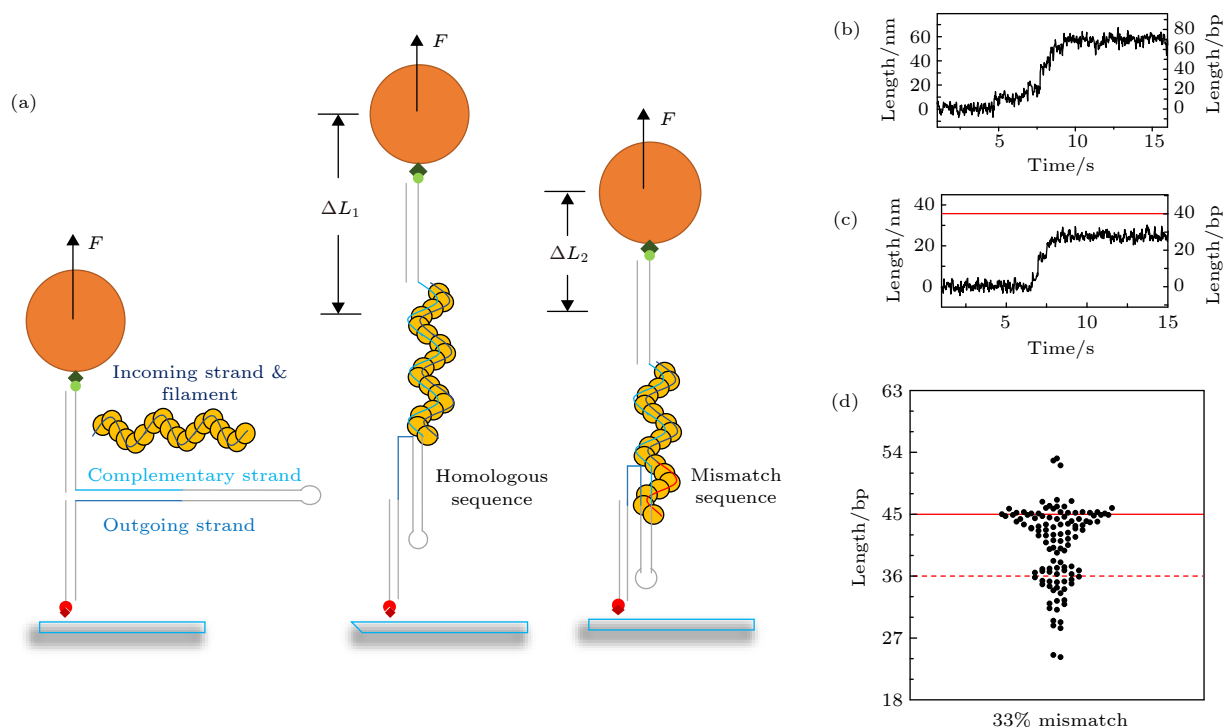 (a)
F
F
F
ΔL1
ΔL2
Incoming strand &
filament
Complementary strand
Outgoing strand
Homologous
sequence
Mismatch
sequence
(b)
Length/nm
60
40
20
0
80
60
40
20
0
Length/bp
5 10 15
Time/s
(c)
Length/nm
40
20
0
40
20
0
Length/bp
5 10 15
Time/s
(d)
Length/bp
63
54
45
36
27
18
33% mismatch